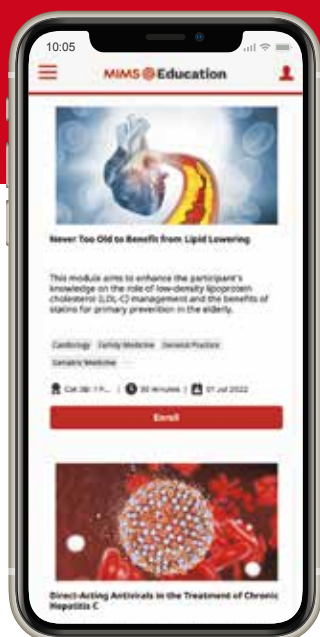 10:05
MIMS Education
Never Too Old to Benefit from Lipid Lowering
This module aims to enhance the participant's
knowledge on the role of low-density lipoprotein
cholesterol (LDL-C) management and the benefits of
statins for primary prevention in the elderly.
Cardiology Family Medicine General Practice
Geriatric Medicine
30 minutes | 01 Jul 2022
Enroll
Direct-Acting Antivirals in the Treatment of Chronic
Hepatitis C